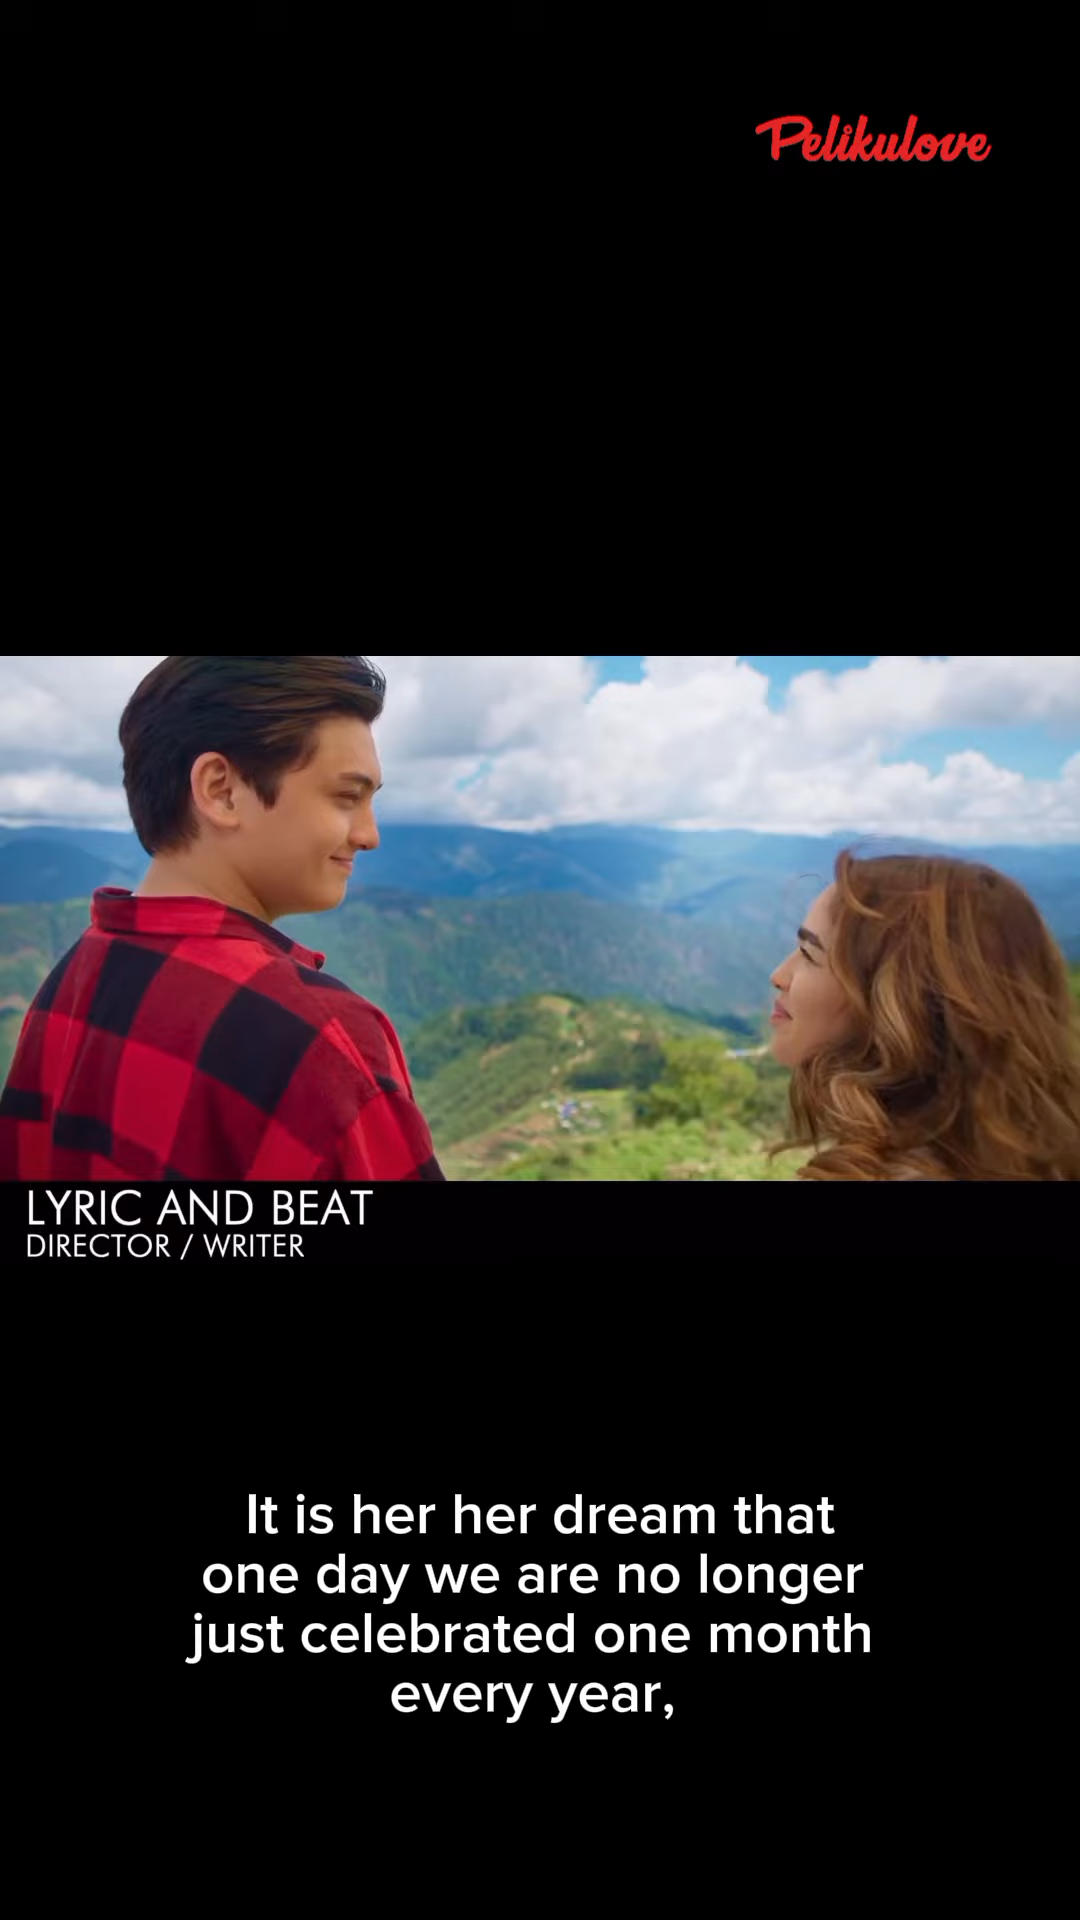 Pelikulove
LYRIC AND BEAT
DIRECTOR / WRITER
It is her her dream that
one day we are no longer
just celebrated one month
every year,